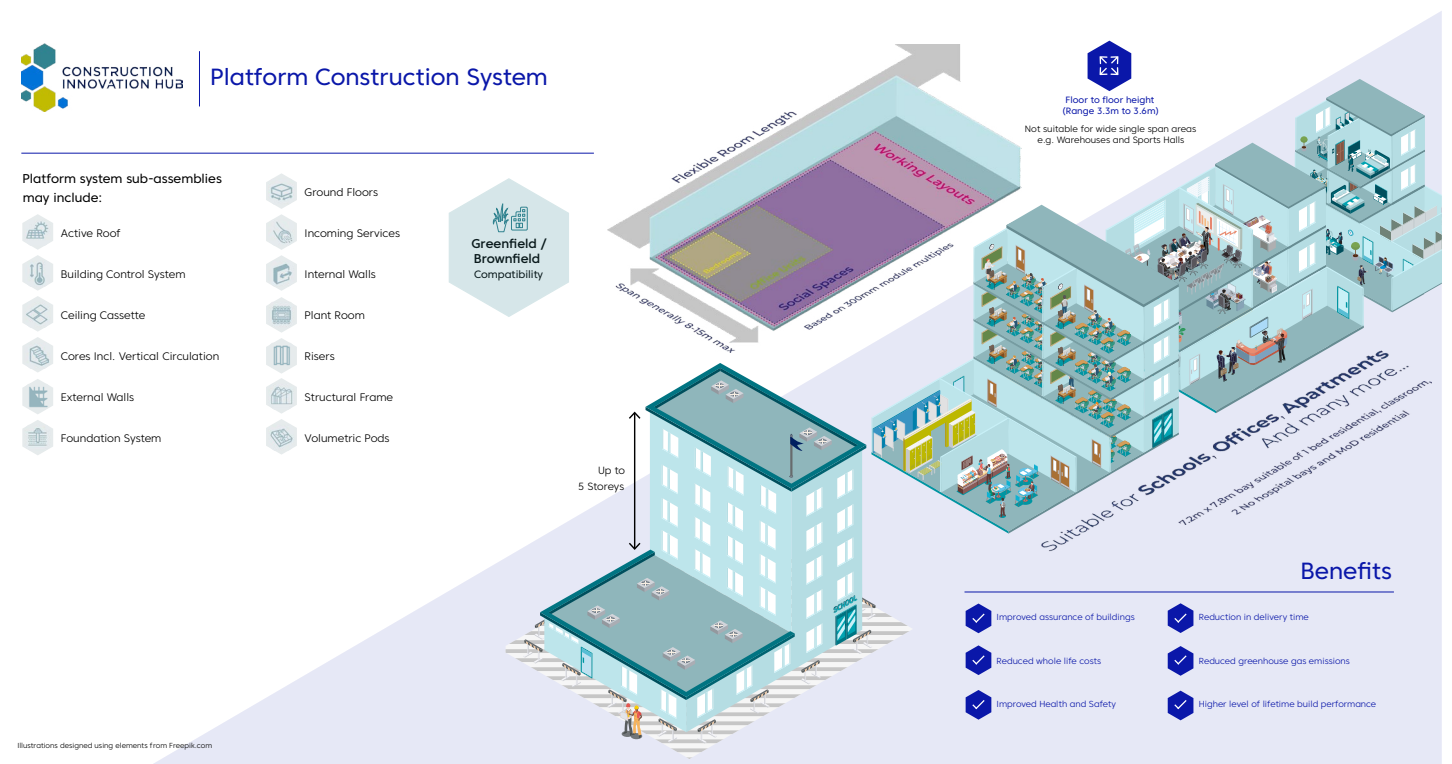 CONSTRUCTION
INNOVATION HUB
Platform Construction System
Platform system sub-assemblies
may include:
Active Roof
Building Control System
Ceiling Cassette
Cores Incl. Vertical Circulation
External Walls
Foundation System
Ground Floors
Incoming Services
Internal Walls
Plant Room
Risers
Structural Frame
Volumetric Pods
Greenfield /
Brownfield
Compatibility
Flexible Room Length
Working Layouts
Social Spaces
Span generally 8-15m max
Based on 300mm module multiples
Floor to floor height
(Range 3.3m to 3.6m)
Not suitable for wide single span areas
e.g. Warehouses and Sports Halls
Up to
5 Storeys
SCHOOL
Suitable for Schools, Offices, Apartments
And many more...
7.2m x 7.8m bay suitable of 1 bed residential, classroom,
2 No hospital bays and MoD residential
Benefits
Improved assurance of buildings
Reduced whole life costs
Improved Health and Safety
Reduction in delivery time
Reduced greenhouse gas emissions
Higher level of lifetime build performance
Illustrations designed using elements from Freepik.com